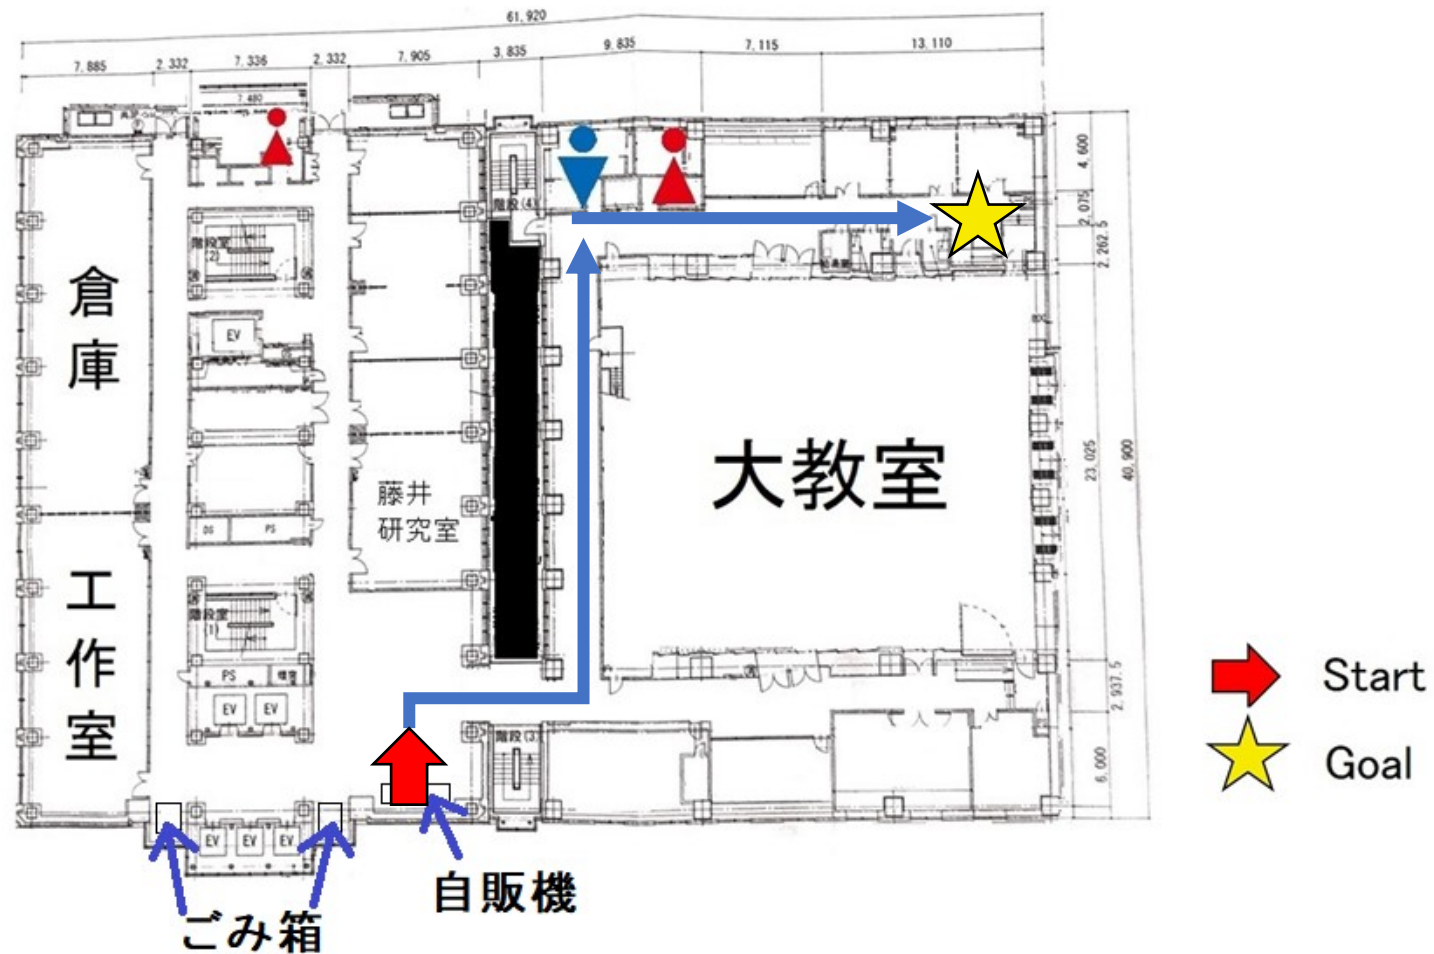 61,920
7,885
2,332
7,336
2,332
7,905
3,835
9,835
7,115
13,110
7,480
4,600
2,075
2,262.5
階段(4)
階段室
(2)
倉庫
EV
大教室
23,025
40,900
藤井
研究室
DS
PS
工作室
階段室
(1)
PS
EV
EV
2,937.5
階段(3)
6,000
EV
EV
EV
自販機
ごみ箱
Start
Goal